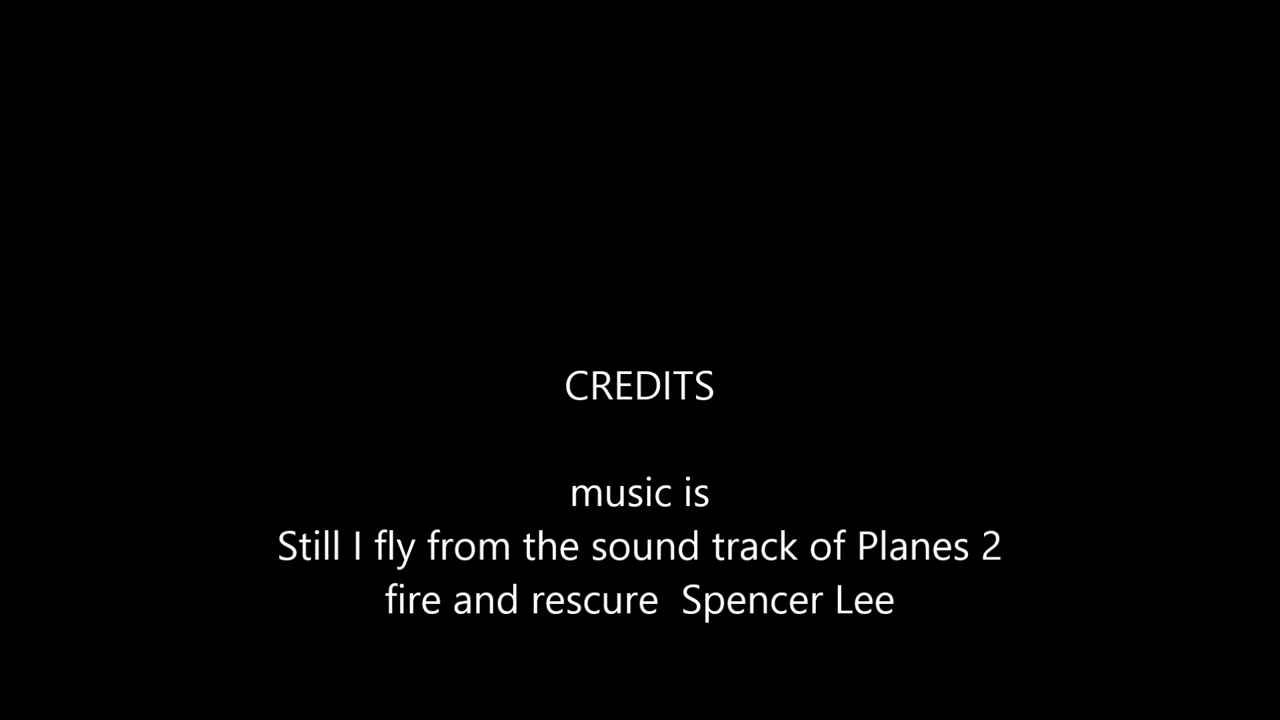 CREDITS
music is
Still I fly from the sound track of Planes 2
fire and rescure  Spencer Lee